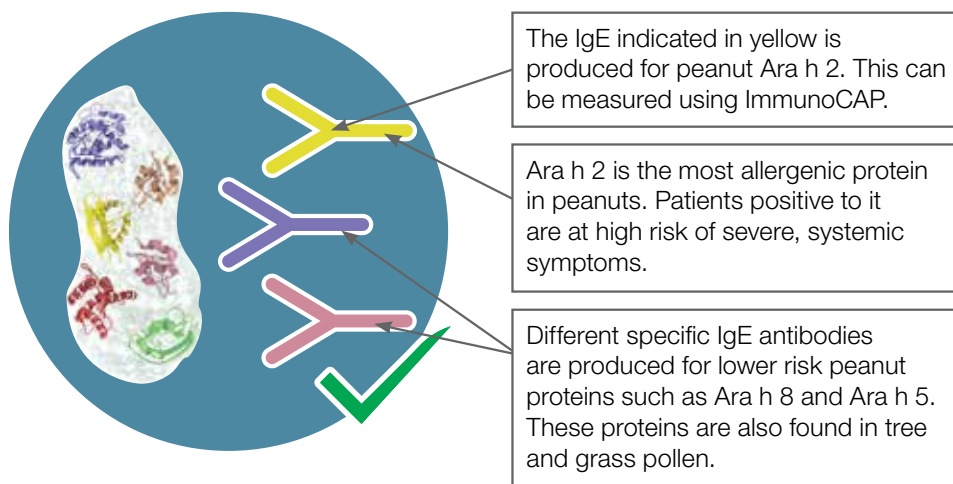 The IgE indicated in yellow is
produced for peanut Ara h 2. This can
be measured using ImmunoCAP.
Ara h 2 is the most allergenic protein
in peanuts. Patients positive to it
are at high risk of severe, systemic
symptoms.
Different specific IgE antibodies
are produced for lower risk peanut
proteins such as Ara h 8 and Ara h 5.
These proteins are also found in tree
and grass pollen.